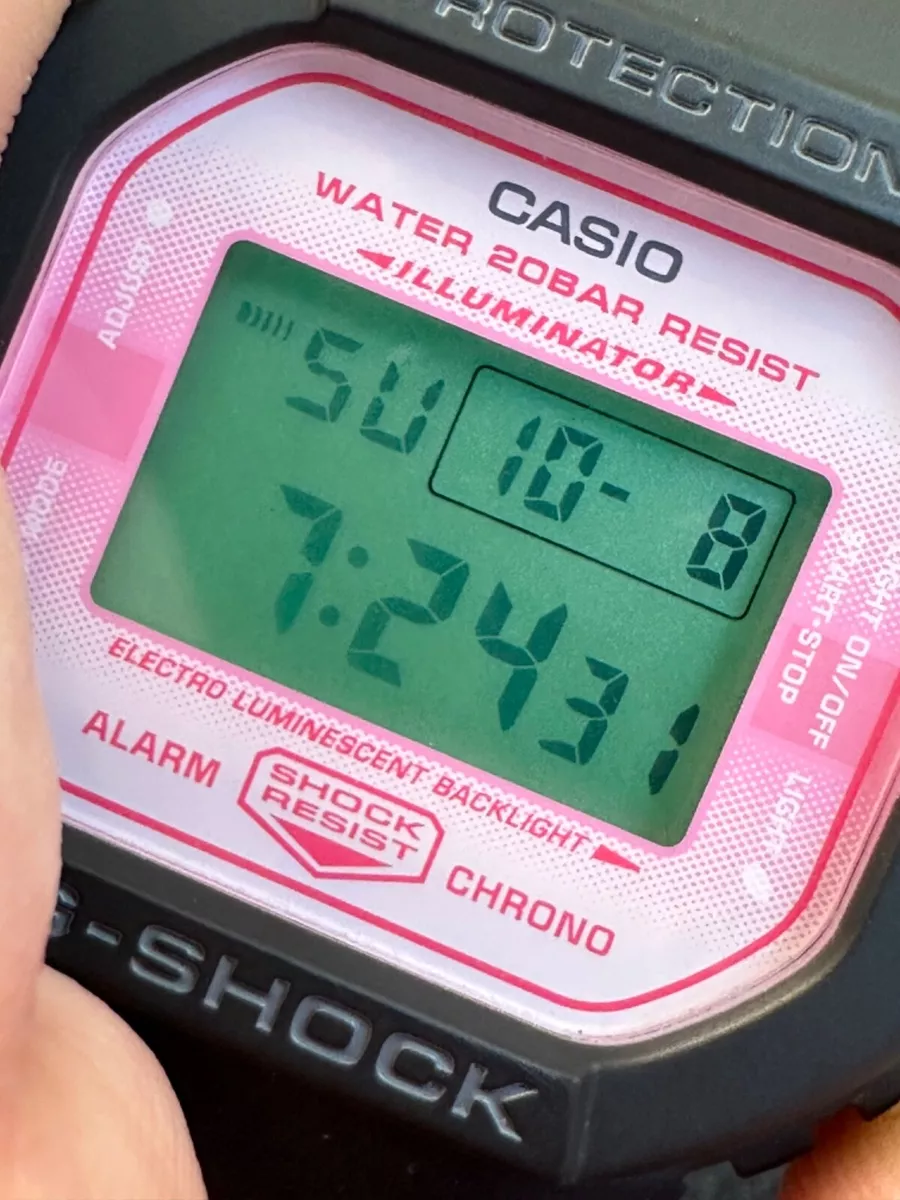 PROTECTION
CASIO
WATER 20BAR RESIST
ILLUMINATOR
ADJUST
MODE
SU 10- 8
7:24 31
LIGHT ON/OFF
START·STOP
LIGHT
ELECTRO LUMINESCENT BACKLIGHT
ALARM
SHOCK
RESIST
CHRONO
G-SHOCK